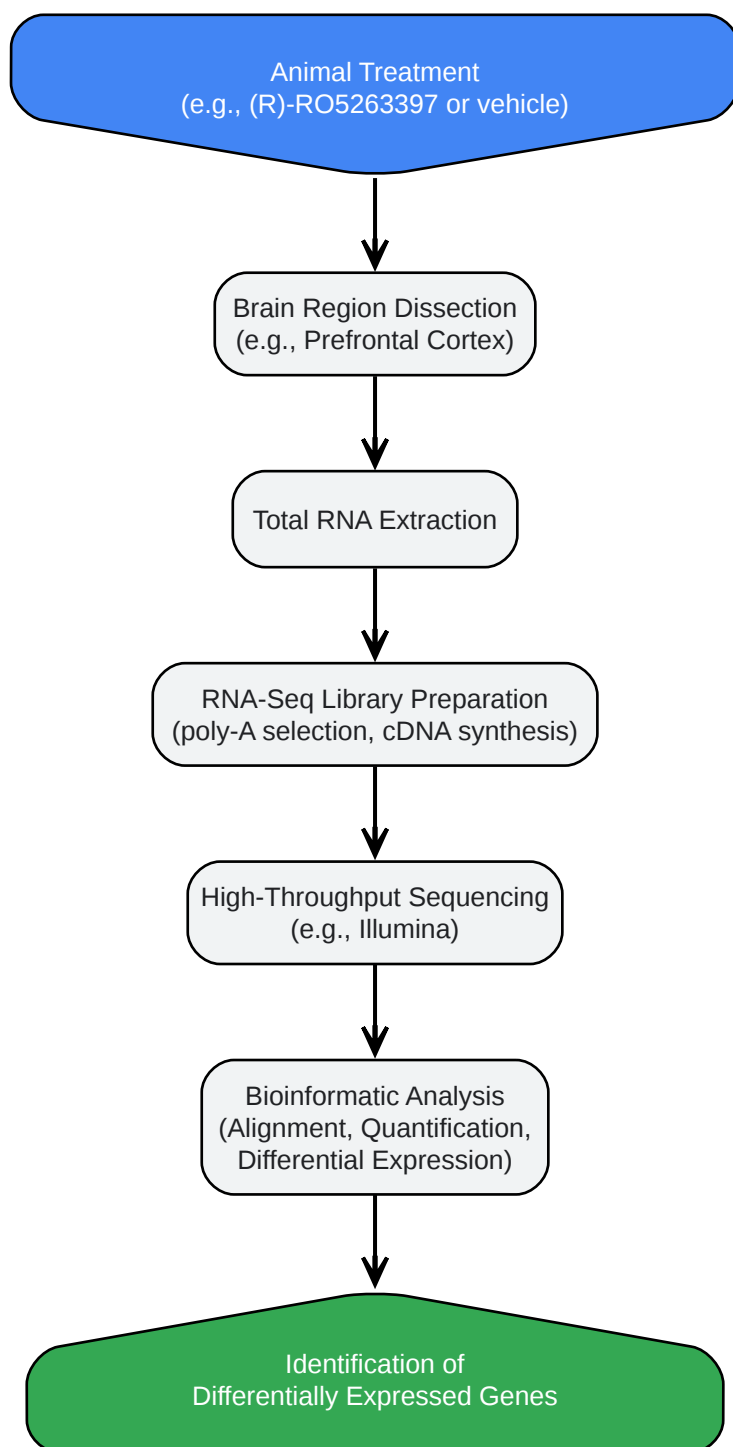 Animal Treatment
(e.g., (R)-RO5263397 or vehicle)
Brain Region Dissection
(e.g., Prefrontal Cortex)
Total RNA Extraction
RNA-Seq Library Preparation
(poly-A selection, cDNA synthesis)
High-Throughput Sequencing
(e.g., Illumina)
Bioinformatic Analysis
(Alignment, Quantification,
Differential Expression)
Identification of
Differentially Expressed Genes